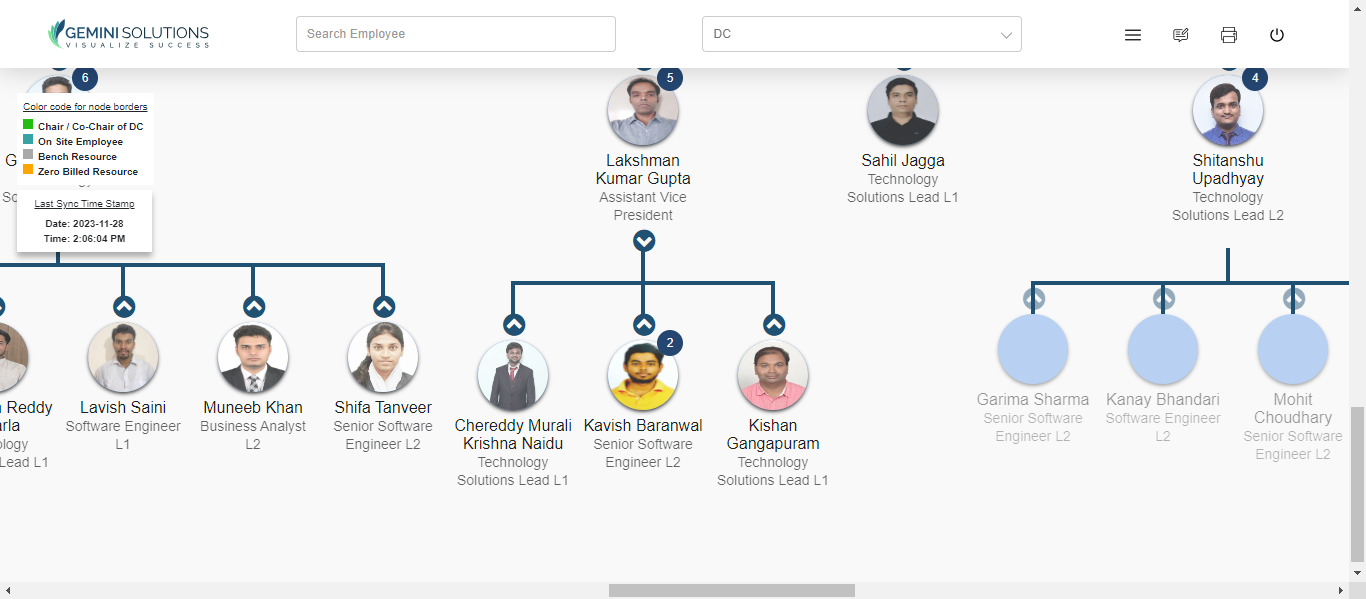 GEMINI SOLUTIONS
VISUALIZE SUCCESS
Search Employee
DC
6
Color code for node borders
Chair / Co-Chair of DC
On Site Employee
Bench Resource
Zero Billed Resource
Last Sync Time Stamp
Date: 2023-11-28
Time: 2:06:04 PM
5
Lakshman
Kumar Gupta
Assistant Vice
President
Sahil Jagga
Technology
Solutions Lead L1
4
Shitanshu
Upadhyay
Technology
Solutions Lead L2
Reddy
Lead L1
Lavish Saini
Software Engineer
L1
Muneeb Khan
Business Analyst
L2
Shifa Tanveer
Senior Software
Engineer L2
Chereddy Murali
Krishna Naidu
Technology
Solutions Lead L1
2
Kavish Baranwal
Senior Software
Engineer L2
Kishan
Gangapuram
Technology
Solutions Lead L1
Garima Sharma
Senior Software
Engineer L2
Kanay Bhandari
Software Engineer
L2
Mohit
Choudhary
Senior Software
Engineer L2